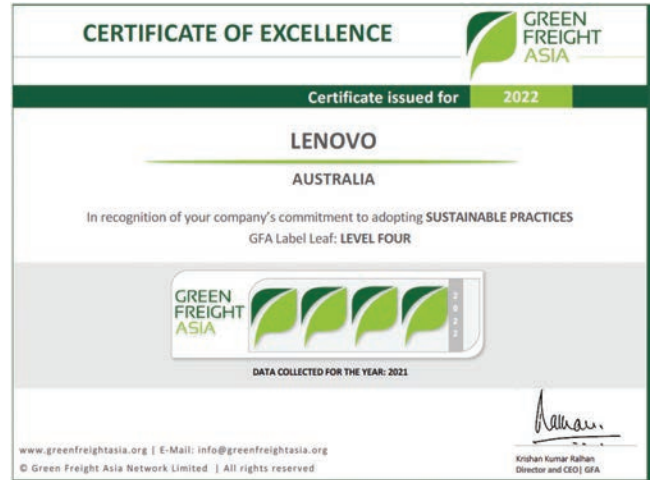 CERTIFICATE OF EXCELLENCE
GREEN
FREIGHT
ASIA
Certificate issued for 2022
LENOVO
AUSTRALIA
In recognition of your company's commitment to adopting SUSTAINABLE PRACTICES
GFA Label Leaf: LEVEL FOUR
GREEN
FREIGHT
ASIA
2022
DATA COLLECTED FOR THE YEAR: 2021
www.greenfreightasia.org | E-Mail: info@greenfreightasia.org
© Green Freight Asia Network Limited | All rights reserved
Krishan Kumar Ralhan
Director and CEO| GFA